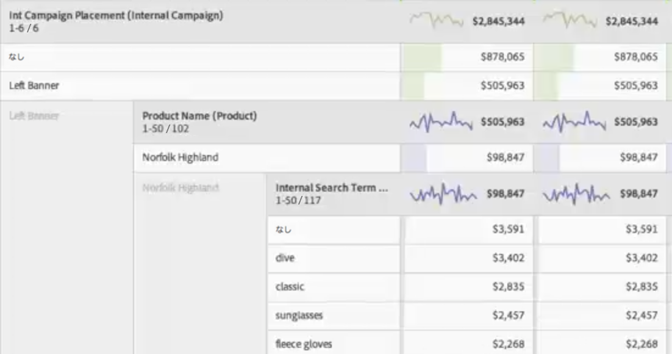 Int Campaign Placement (Internal Campaign) $2,845,344 $2,845,344
1-6 / 6
なし $878,065 $878,065
Left Banner $505,963 $505,963
Left Banner Product Name (Product) $505,963 $505,963
1-50 / 102
Norfolk Highland $98,847 $98,847
Norfolk Highland Internal Search Term ... $98,847 $98,847
1-50 / 117
なし $3,591 $3,591
dive $3,402 $3,402
classic $2,835 $2,835
sunglasses $2,457 $2,457
fleece gloves $2,268 $2,268